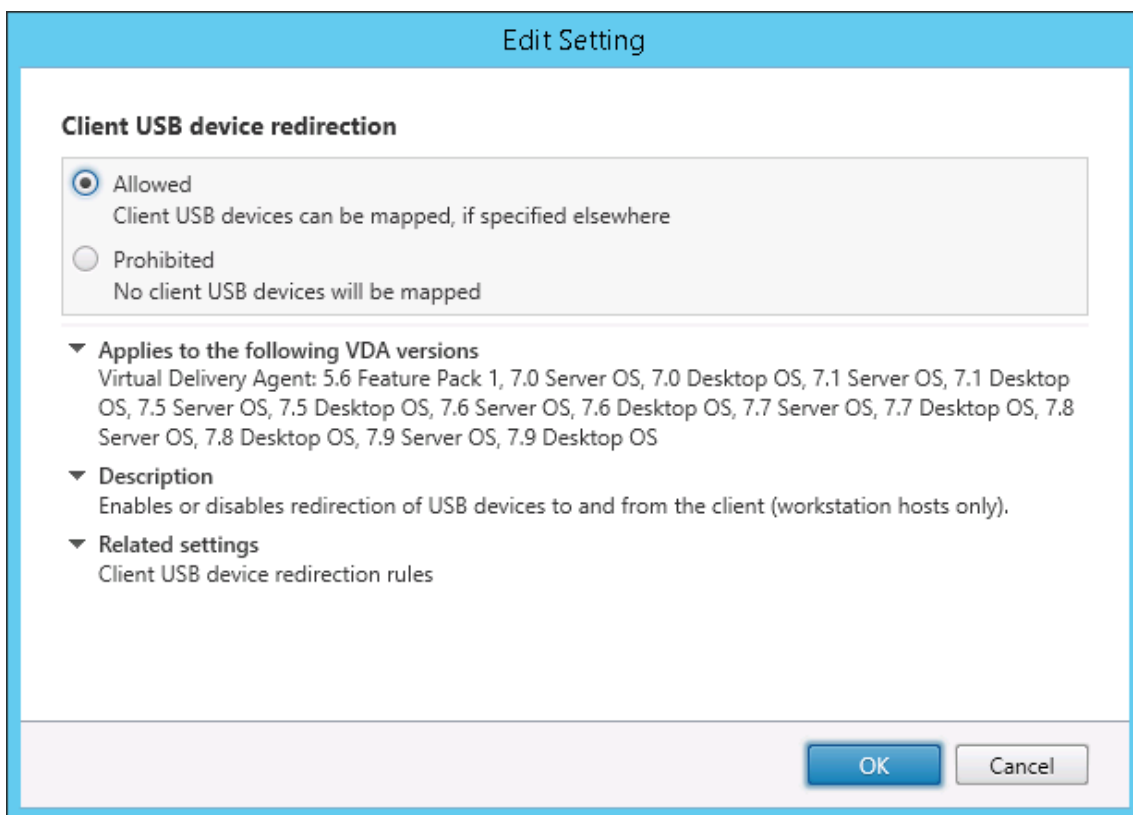 Edit Setting
Client USB device redirection
Allowed
Client USB devices can be mapped, if specified elsewhere
Prohibited
No client USB devices will be mapped
Applies to the following VDA versions
Virtual Delivery Agent: 5.6 Feature Pack 1, 7.0 Server OS, 7.0 Desktop OS, 7.1 Server OS, 7.1 Desktop
OS, 7.5 Server OS, 7.5 Desktop OS, 7.6 Server OS, 7.6 Desktop OS, 7.7 Server OS, 7.7 Desktop OS, 7.8
Server OS, 7.8 Desktop OS, 7.9 Server OS, 7.9 Desktop OS
Description
Enables or disables redirection of USB devices to and from the client (workstation hosts only).
Related settings
Client USB device redirection rules
OK
Cancel